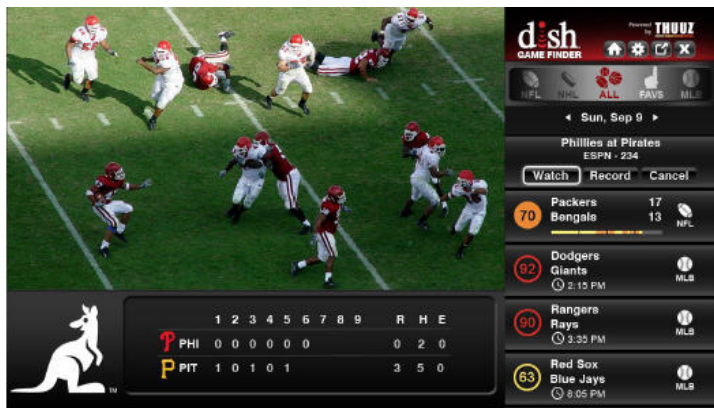 dish
GAME FINDER
Powered
by THUUZ
NFL NHL ALL FAVS MLB
Sun, Sep 9
Phillies at Pirates
ESPN - 234
Watch Record Cancel
70 Packers 17
Bengals 13
NFL
92 Dodgers
Giants
2:15 PM
MLB
90 Rangers
Rays
3:35 PM
MLB
63 Red Sox
Blue Jays
8:05 PM
MLB
1 2 3 4 5 6 7 8 9 R H E
P PHI 0 0 0 0 0 0 0 2 0
P PIT 1 0 1 0 1 3 5 0
TM